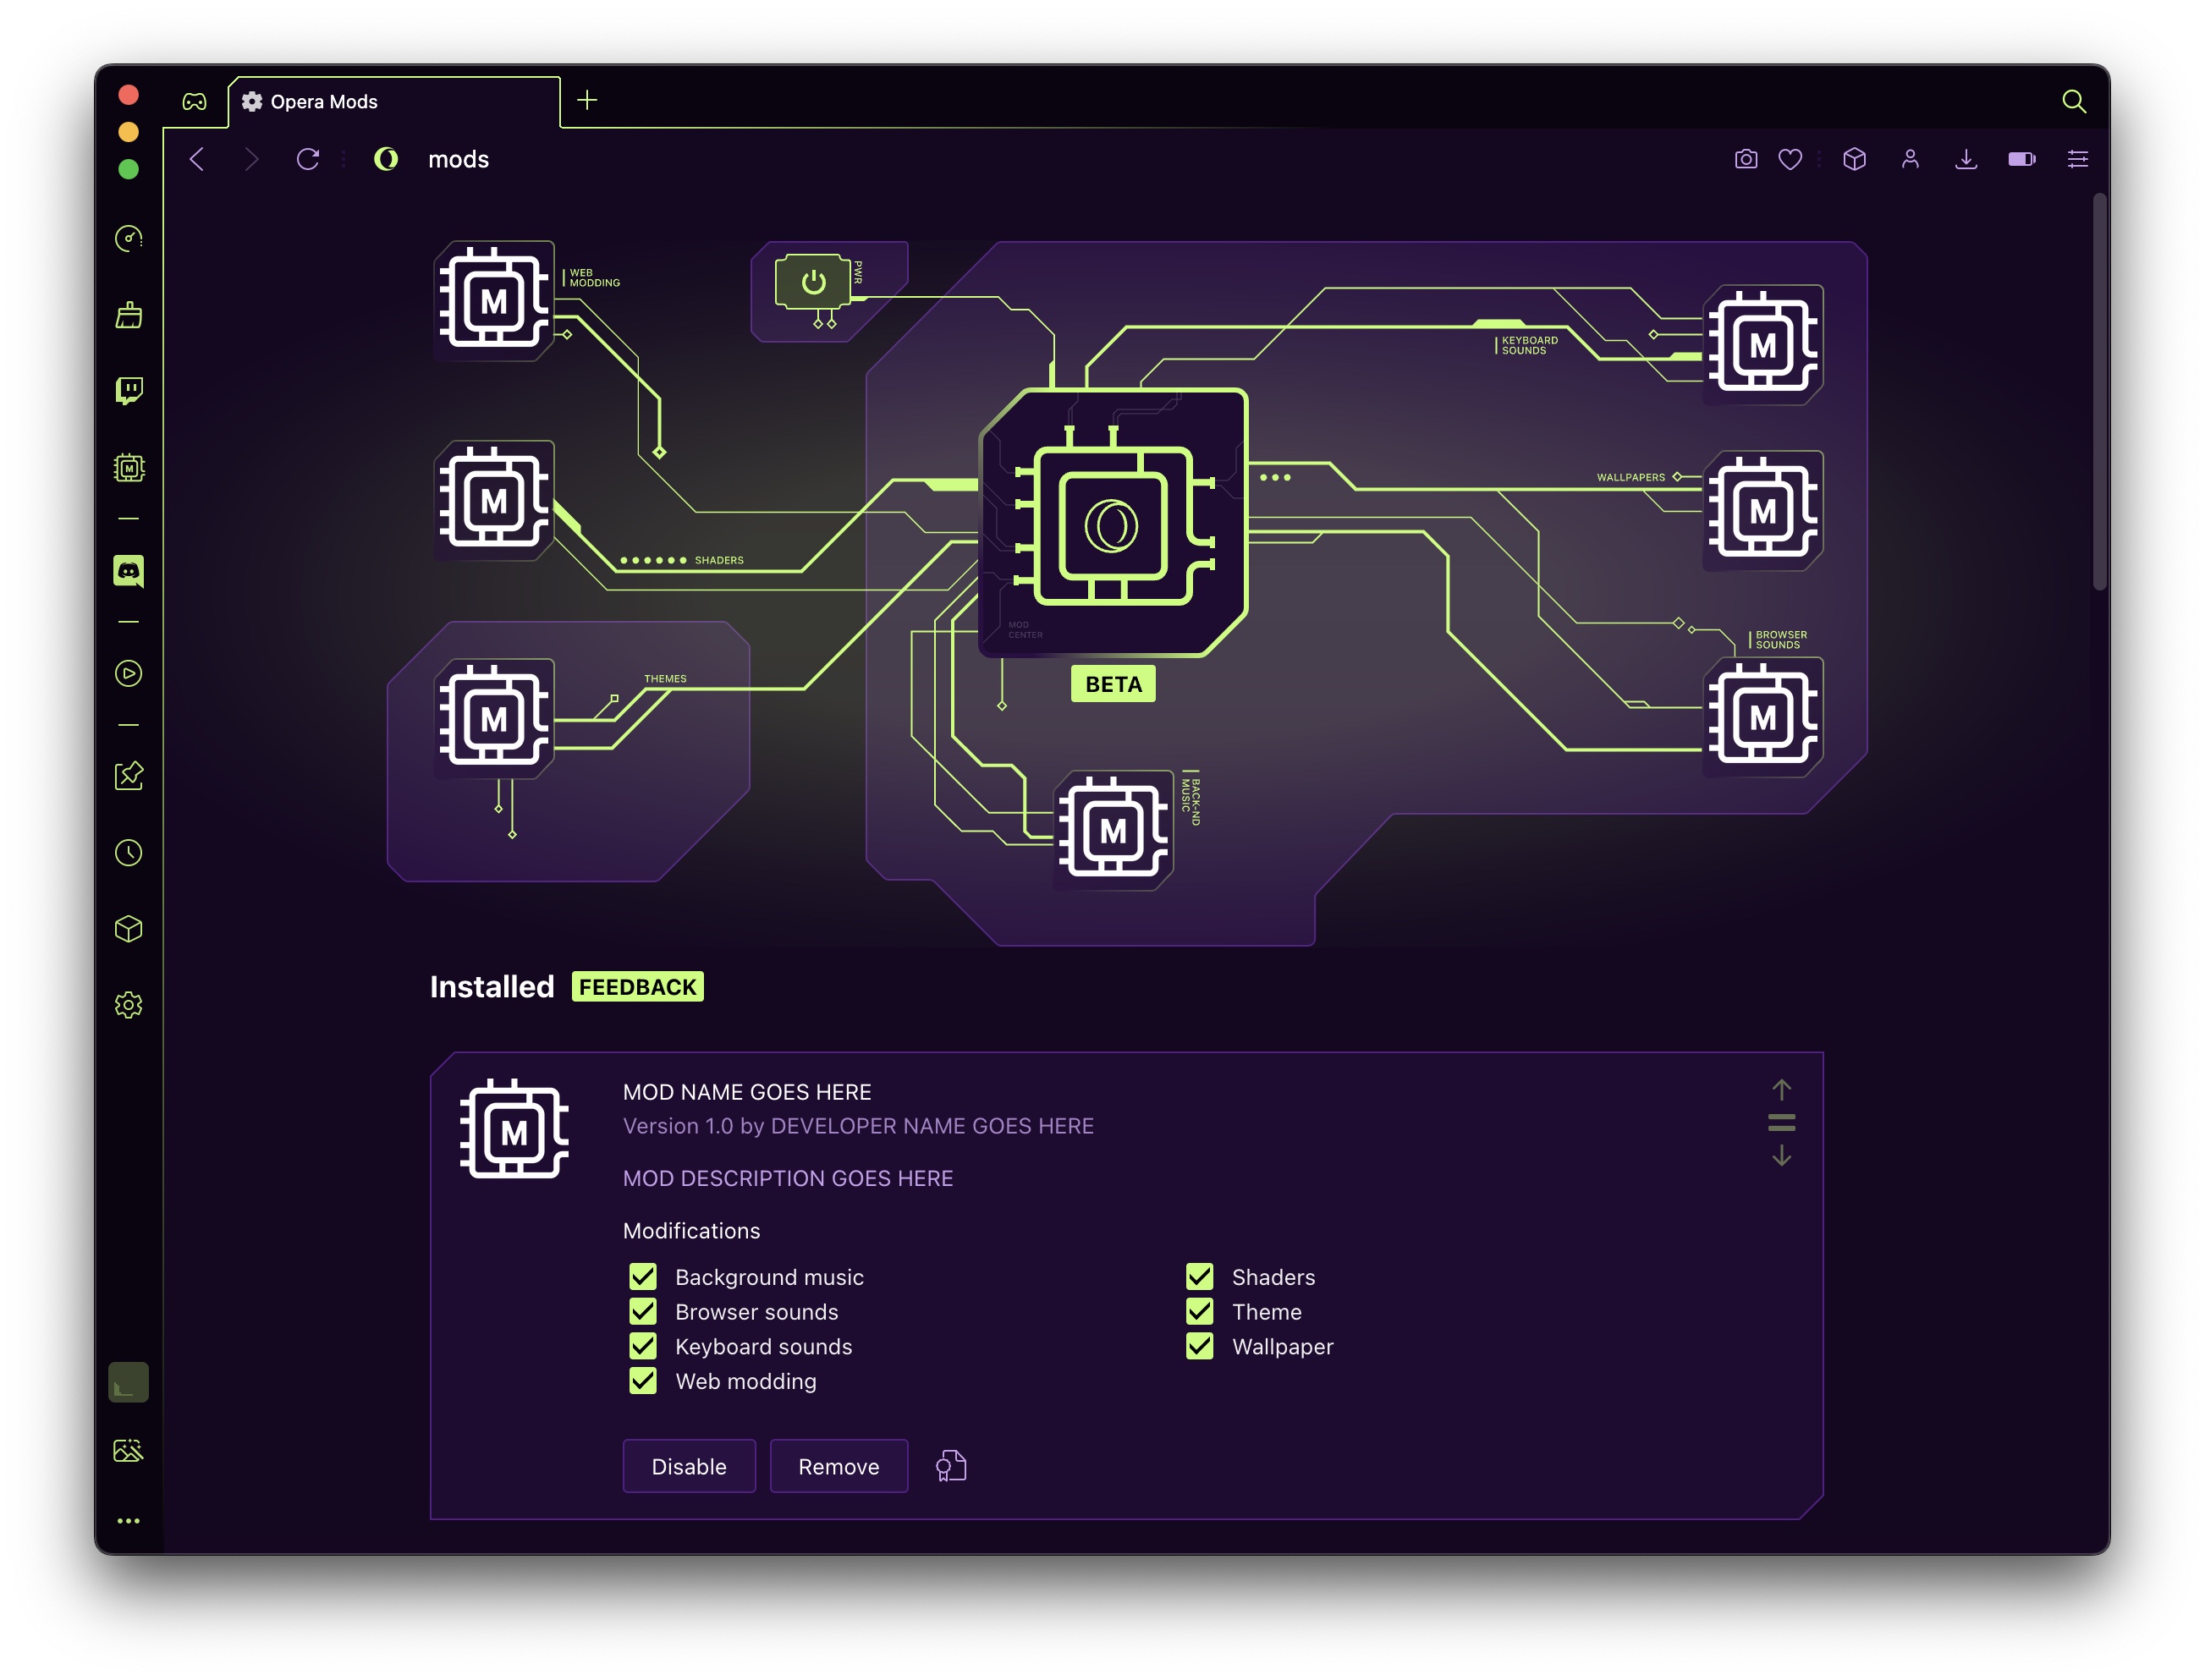 Opera Mods
mods
WEB
MODDING
PWR
KEYBOARD
SOUNDS
M
M
M
WALLPAPERS
M
SHADERS
MOD
CENTER
BROWSER
SOUNDS
THEMES
BETA
M
M
BACK-ND
MUSIC
M
M
Installed
FEEDBACK
MOD NAME GOES HERE
Version 1.0 by DEVELOPER NAME GOES HERE
M
MOD DESCRIPTION GOES HERE
Modifications
Background music
Shaders
Browser sounds
Theme
Keyboard sounds
Wallpaper
Web modding
Disable
Remove